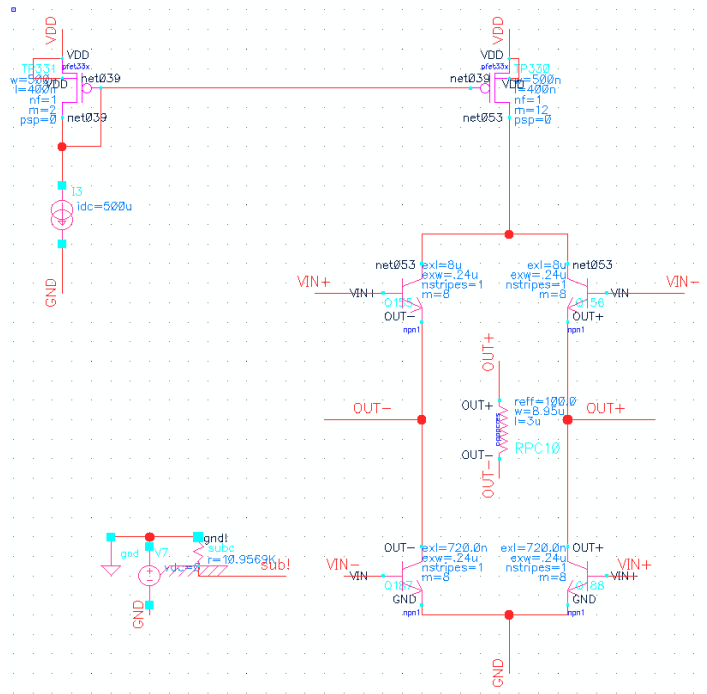 VDD
VDD
TP331
pfet33x
w=500n
VDD
l=400n
nf=1
m=2
psp=0
net039
net039
I3
idc=500u
GND
VDD
VDD
TP330
pfet33x
net039
w=500n
VDD
l=400n
nf=1
m=12
psp=0
net053
net053
exl=8u
exw=.24u
nstripes=1
m=8
VIN+
VIN+
Q155
OUT-
npn1
exl=8u
net053
exw=.24u
nstripes=1
m=8
VIN-
VIN-
Q156
OUT+
npn1
OUT-
OUT+
OUT+
OUT+
reff=100.0
w=8.95u
l=3u
RPC10
OUT-
OUT-
gnd!
gnd
V7
vdc=0
subc
r=10.9569K
sub!
GND
OUT-
exl=720.0n
exw=.24u
nstripes=1
m=8
VIN-
VIN-
Q187
GND
npn1
exl=720.0n
OUT+
exw=.24u
nstripes=1
m=8
VIN+
VIN+
Q188
GND
npn1
GND